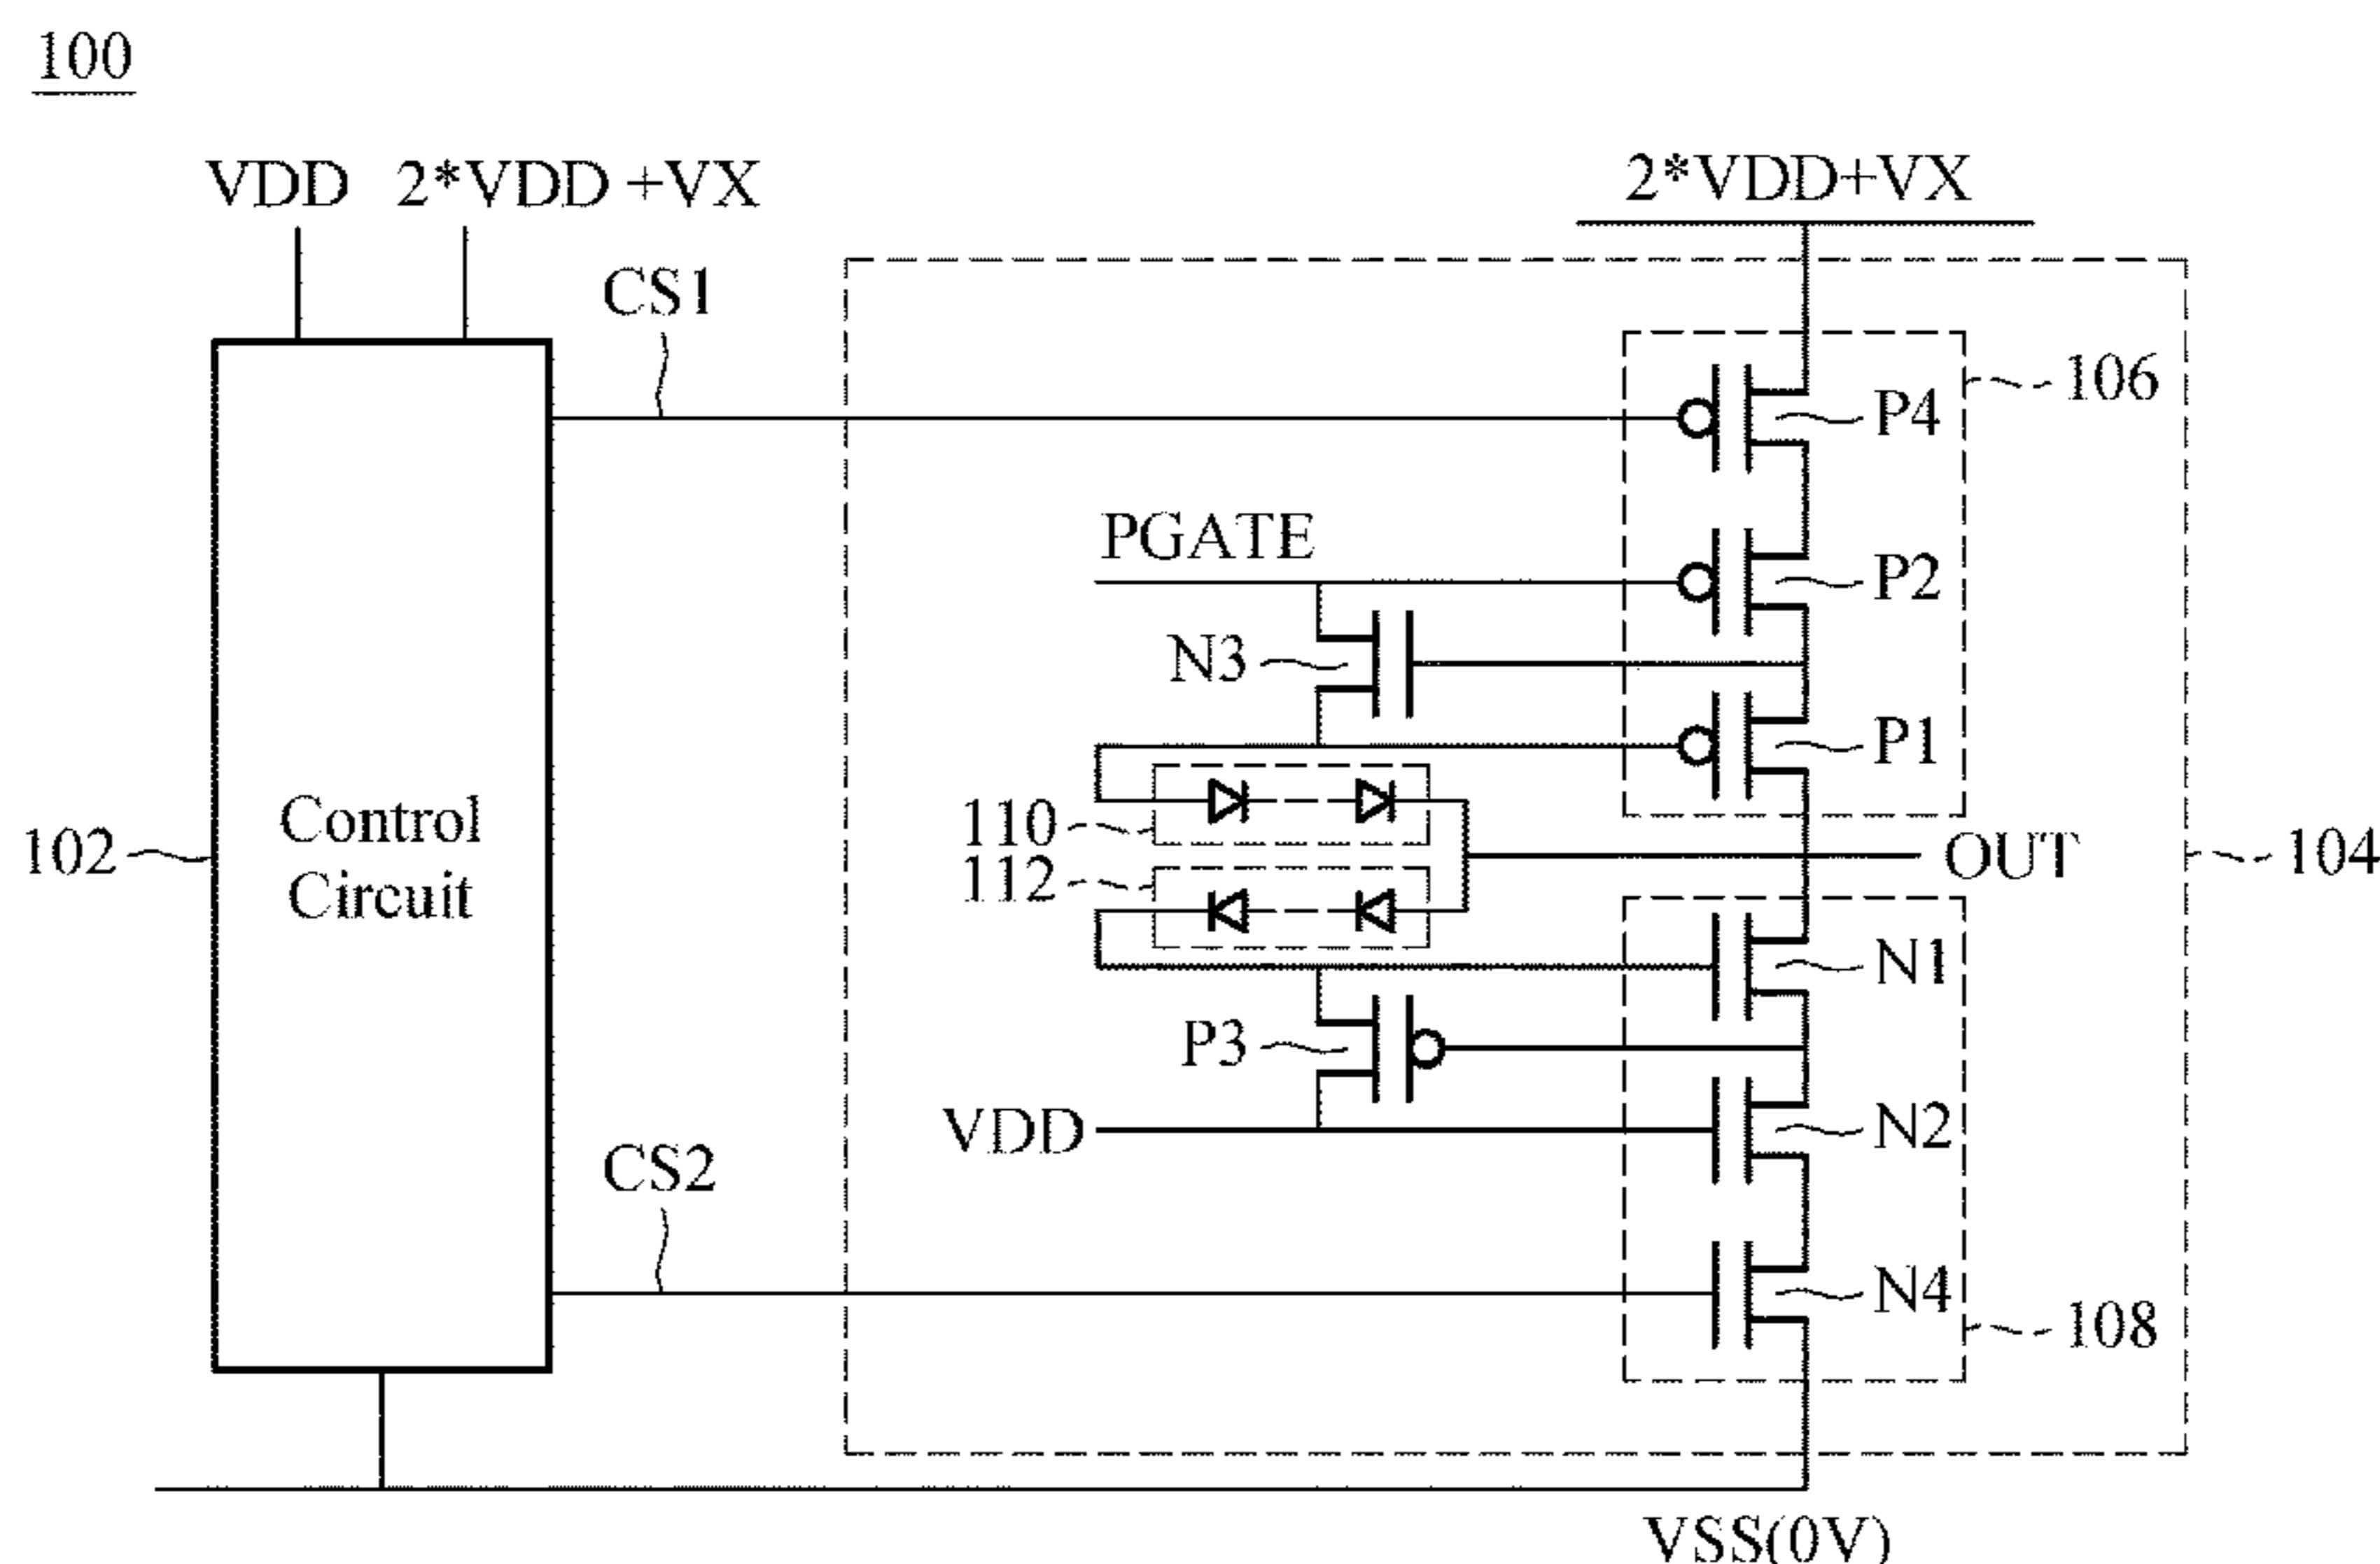 100
VDD
2*VDD +VX
2*VDD+VX
CS1
106
P4
PGATE
P2
N3
P1
110
102
Control
Circuit
OUT
104
112
N1
P3
VDD
N2
CS2
N4
108
VSS(0V)